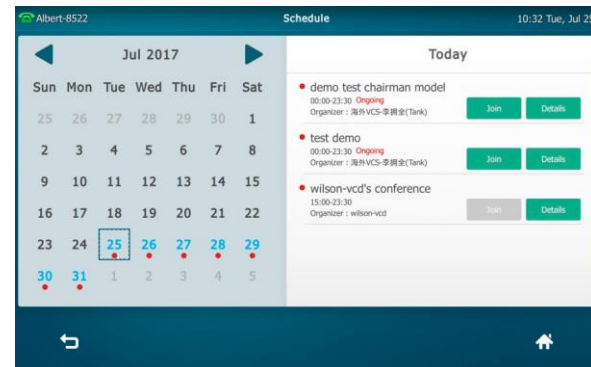 Albert-8522
Schedule
10:32 Tue, Jul 25
Jul 2017
Sun Mon Tue Wed Thu Fri Sat
25 26 27 28 29 30 1
2 3 4 5 6 7 8
9 10 11 12 13 14 15
16 17 18 19 20 21 22
23 24 25 26 27 28 29
30 31 1 2 3 4 5
Today
demo test chairman model
00:00-23:30 Ongoing
Organizer : 海外VCS-李拥全(Tank)
Join Details
test demo
00:00-23:30 Ongoing
Organizer : 海外VCS-李拥全(Tank)
Join Details
wilson-vcd's conference
15:00-23:30
Organizer : wilson-vcd
Join Details